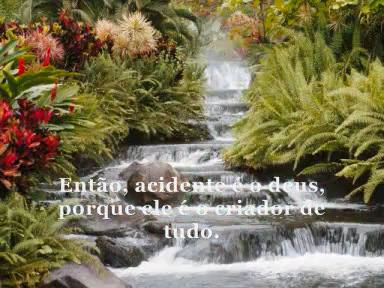 Então, acidente é o deus,
porque ele é o criador de
tudo.